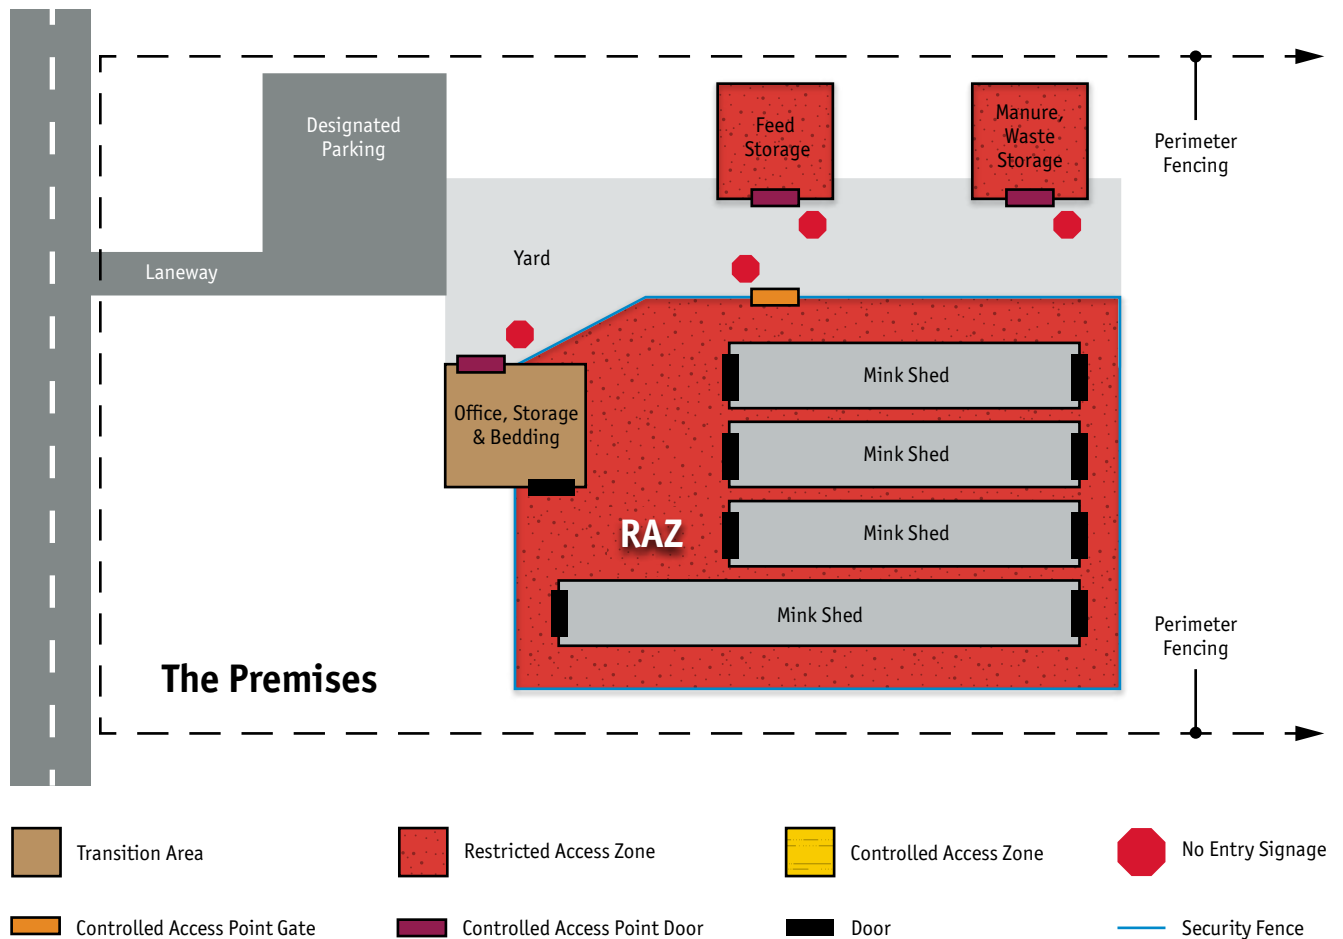 Designated
Parking
Feed
Storage
Manure,
Waste
Storage
Perimeter
Fencing
Laneway
Yard
Office, Storage
& Bedding
Mink Shed
Mink Shed
Mink Shed
Mink Shed
RAZ
The Premises
Perimeter
Fencing
Transition Area
Restricted Access Zone
Controlled Access Zone
No Entry Signage
Controlled Access Point Gate
Controlled Access Point Door
Door
Security Fence